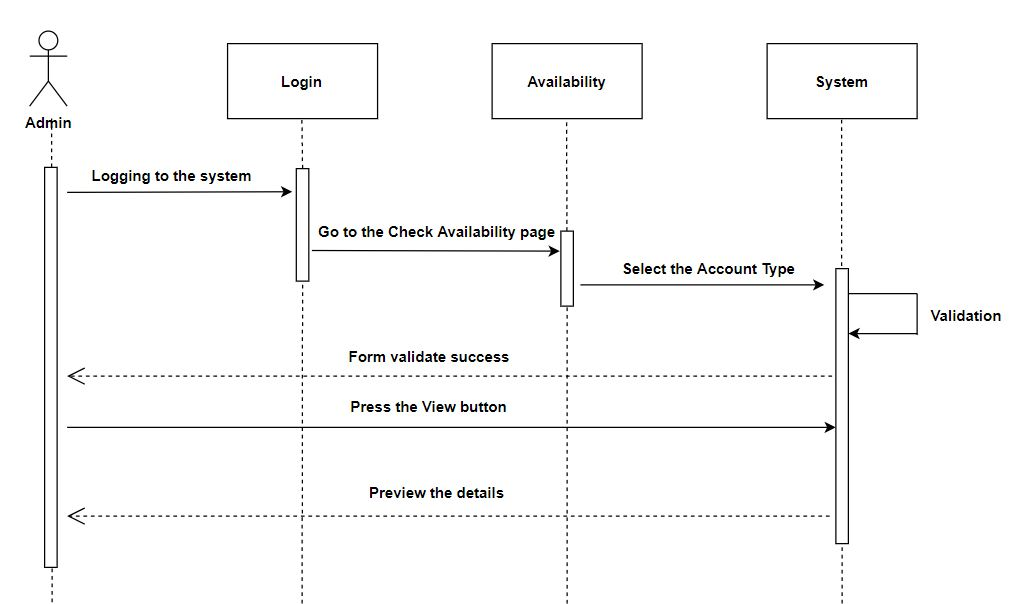 Login
Availability
System
Admin
Logging to the system
Go to the Check Availability page
Select the Account Type
Validation
Form validate success
Press the View button
Preview the details